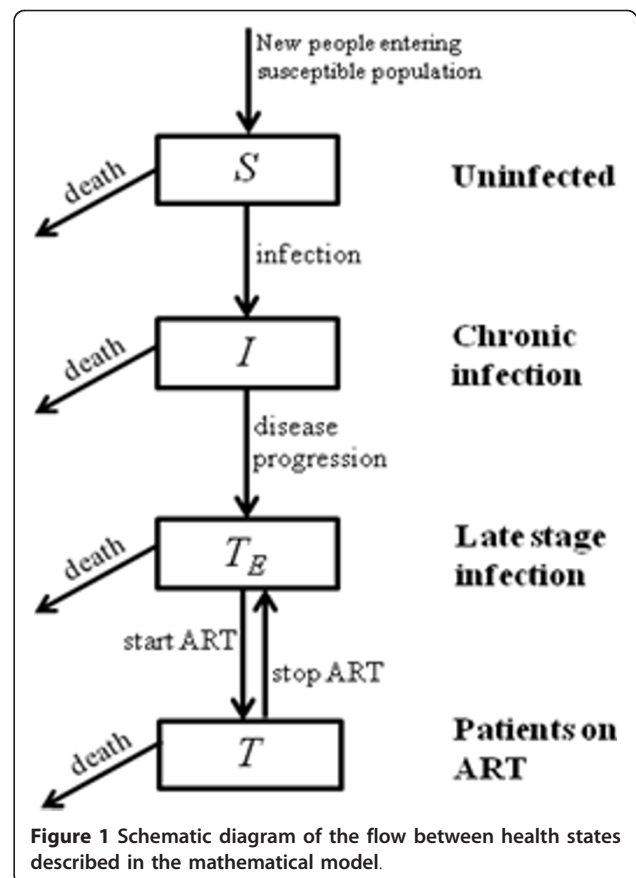 New people entering
susceptible population
death
S
Uninfected
infection
death
I
Chronic
infection
disease
progression
death
T_E
Late stage
infection
start ART
stop ART
death
T
Patients on
ART
Figure 1 Schematic diagram of the flow between health states
described in the mathematical model.